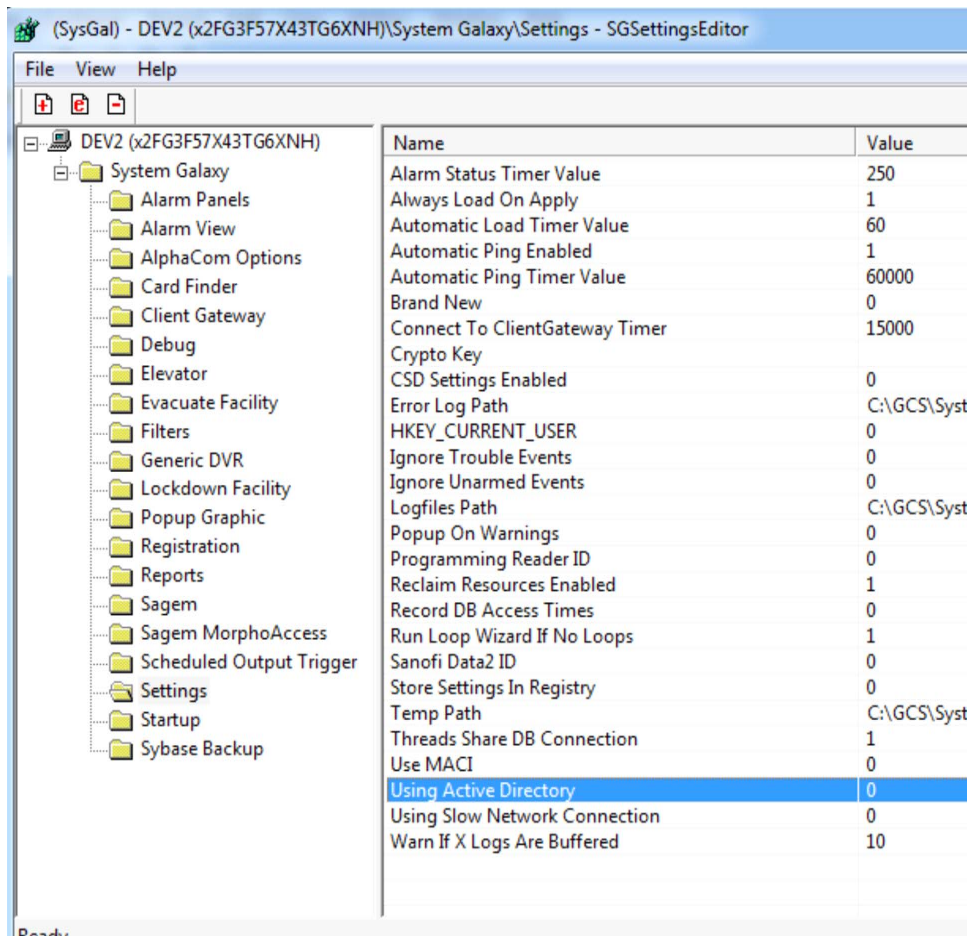 (SysGal) - DEV2 (x2FG3F57X43TG6XNH)\System Galaxy\Settings - SGSettingsEditor
File View Help
DEV2 (x2FG3F57X43TG6XNH)
System Galaxy
Alarm Panels
Alarm View
AlphaCom Options
Card Finder
Client Gateway
Debug
Elevator
Evacuate Facility
Filters
Generic DVR
Lockdown Facility
Popup Graphic
Registration
Reports
Sagem
Sagem MorphoAccess
Scheduled Output Trigger
Settings
Startup
Sybase Backup
Name Value
Alarm Status Timer Value 250
Always Load On Apply 1
Automatic Load Timer Value 60
Automatic Ping Enabled 1
Automatic Ping Timer Value 60000
Brand New 0
Connect To ClientGateway Timer 15000
Crypto Key
CSD Settings Enabled 0
Error Log Path C:\GCS\Syst
HKEY_CURRENT_USER 0
Ignore Trouble Events 0
Ignore Unarmed Events 0
Logfiles Path C:\GCS\Syst
Popup On Warnings 0
Programming Reader ID 0
Reclaim Resources Enabled 1
Record DB Access Times 0
Run Loop Wizard If No Loops 1
Sanofi Data2 ID 0
Store Settings In Registry 0
Temp Path C:\GCS\Syst
Threads Share DB Connection 1
Use MACI 0
Using Active Directory 0
Using Slow Network Connection 0
Warn If X Logs Are Buffered 10
Ready